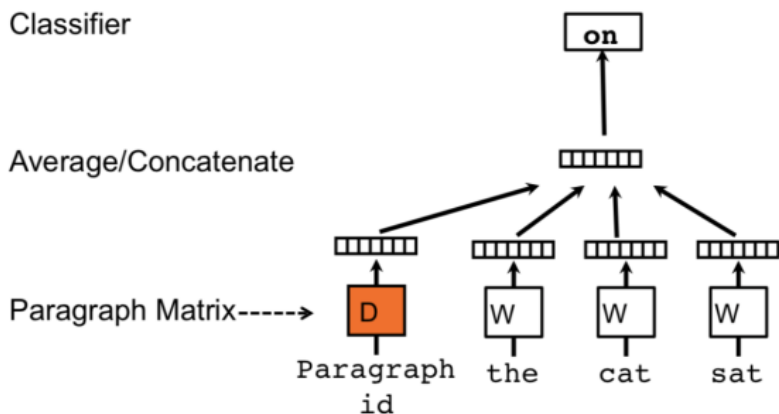 Classifier
on
Average/Concatenate
Paragraph Matrix
D
W
W
W
Paragraph
id
the
cat
sat